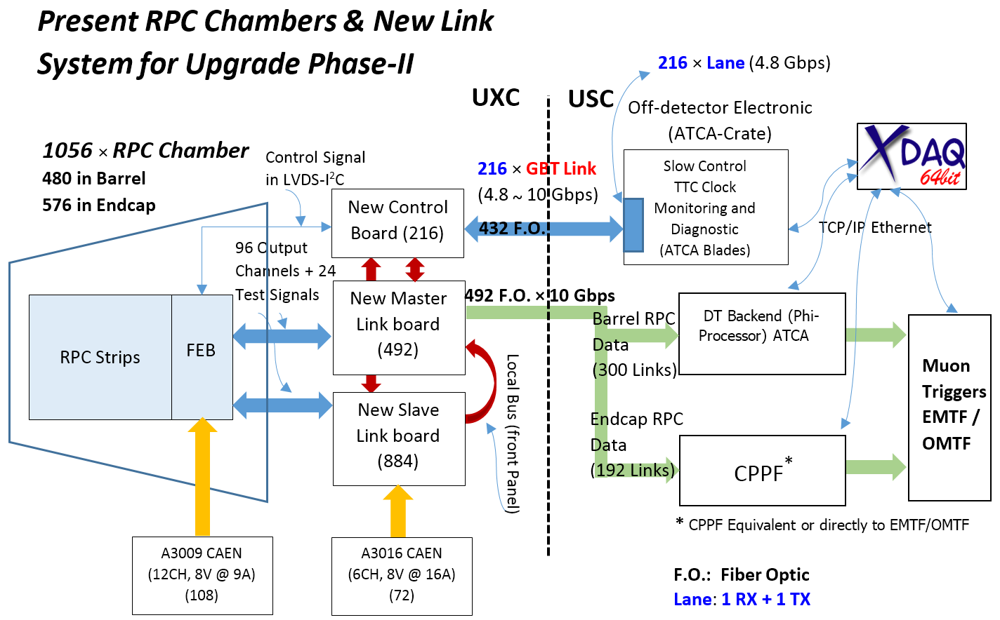 Present RPC Chambers & New Link
System for Upgrade Phase-II
216 × Lane (4.8 Gbps)
UXC
USC
Off-detector Electronic
(ATCA-Crate)
1056 × RPC Chamber
480 in Barrel
576 in Endcap
Control Signal
in LVDS-I²C
216 × GBT Link
(4.8 ~ 10 Gbps)
432 F.O.
New Control
Board (216)
Slow Control
TTC Clock
Monitoring and
Diagnostic
(ATCA Blades)
XDAQ
64bit
TCP/IP Ethernet
96 Output
Channels + 24
Test Signals
New Master
Link board
(492)
492 F.O. × 10 Gbps
Barrel RPC
Data
(300 Links)
DT Backend (Phi-
Processor) ATCA
RPC Strips
FEB
New Slave
Link board
(884)
Local Bus (front Panel)
Endcap RPC
Data
(192 Links)
CPPF*
Muon
Triggers
EMTF /
OMTF
* CPPF Equivalent or directly to EMTF/OMTF
A3009 CAEN
(12CH, 8V @ 9A)
(108)
A3016 CAEN
(6CH, 8V @ 16A)
(72)
F.O.: Fiber Optic
Lane: 1 RX + 1 TX